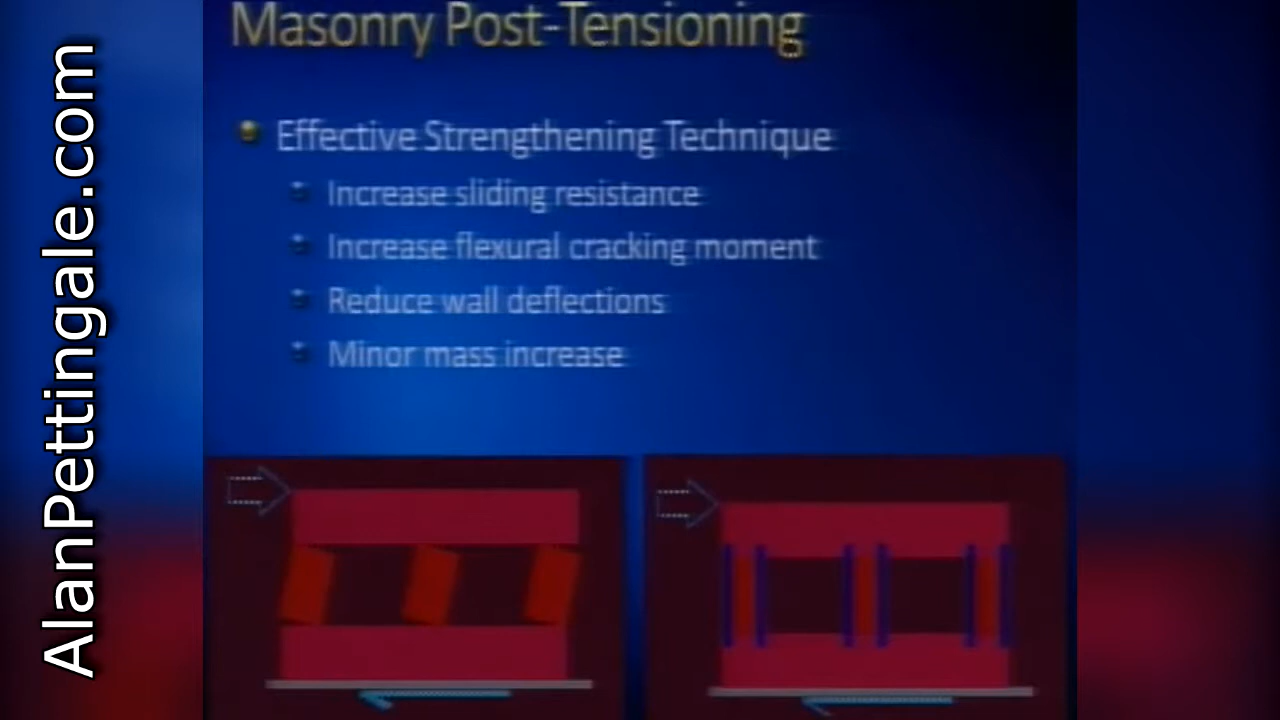 Masonry Post-Tensioning
Effective Strengthening Technique
Increase sliding resistance
Increase flexural cracking moment
Reduce wall deflections
Minor mass increase
AlanPettingale.com